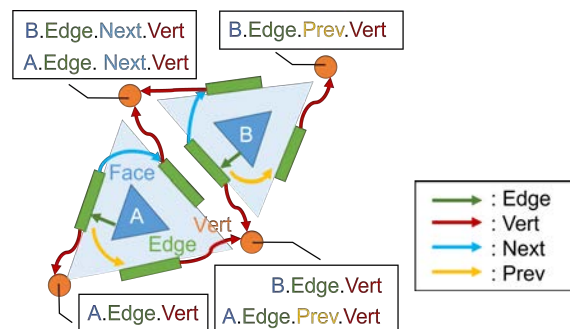 B.Edge.Next.Vert
A.Edge. Next.Vert
B.Edge.Prev.Vert
B
Face
A
Vert
Edge
A.Edge.Vert
B.Edge.Vert
A.Edge.Prev.Vert
: Edge
: Vert
: Next
: Prev